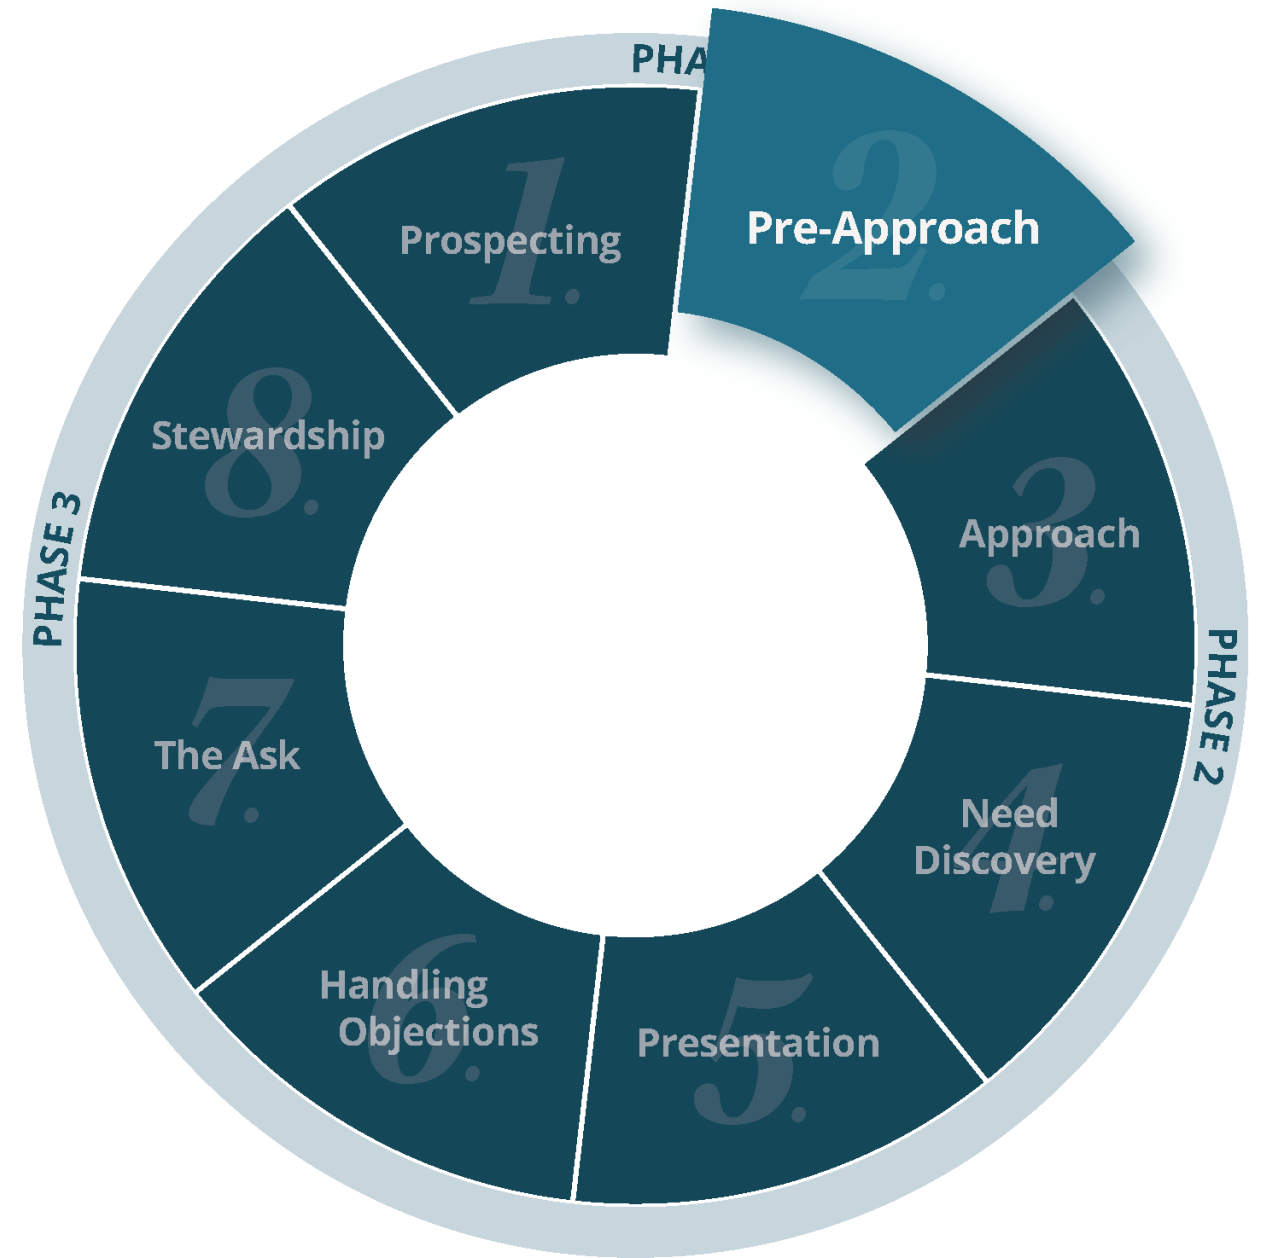 PHA
1.
Prospecting
2.
Pre-Approach
3.
Approach
PHASE 2
4.
Need
Discovery
5.
Presentation
6.
Handling
Objections
7.
The Ask
PHASE 3
8.
Stewardship